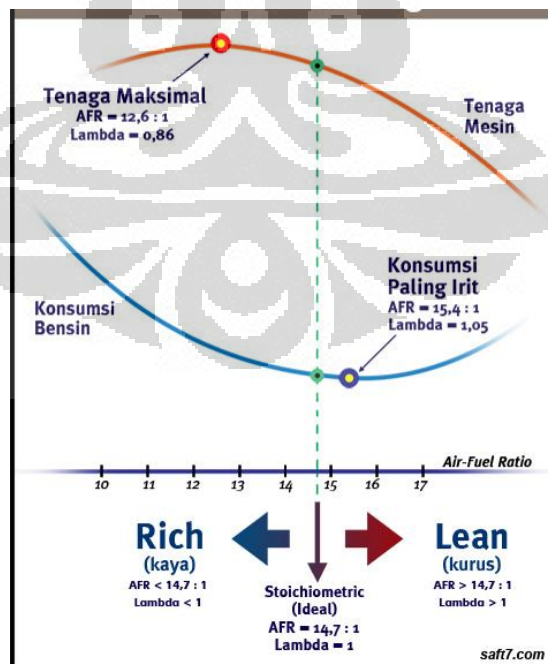 Tenaga Maksimal
AFR = 12,6 : 1
Lambda = 0,86
Tenaga
Mesin
Konsumsi
Paling Irit
AFR = 15,4 : 1
Lambda = 1,05
Konsumsi
Bensin
Air-Fuel Ratio
10 11 12 13 14 15 16 17
Rich
(kaya)
AFR < 14,7 : 1
Lambda < 1
Lean
(kurus)
AFR > 14,7 : 1
Lambda > 1
Stoichiometric
(Ideal)
AFR = 14,7 : 1
Lambda = 1
saft7.com